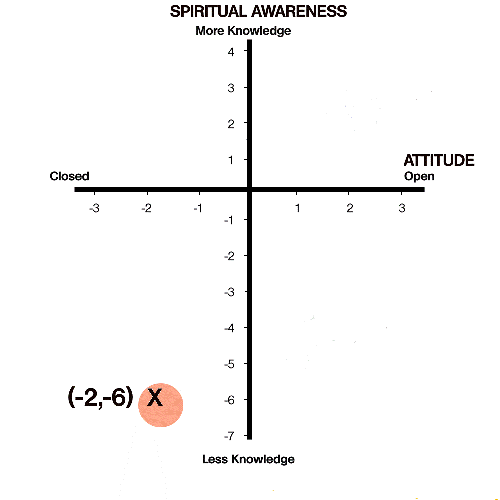 SPIRITUAL AWARENESS
More Knowledge
4
3
2
1
ATTITUDE
Closed
Open
-3 -2 -1 1 2 3
-1
-2
-3
-4
-5
(-2,-6) X -6
-7
Less Knowledge